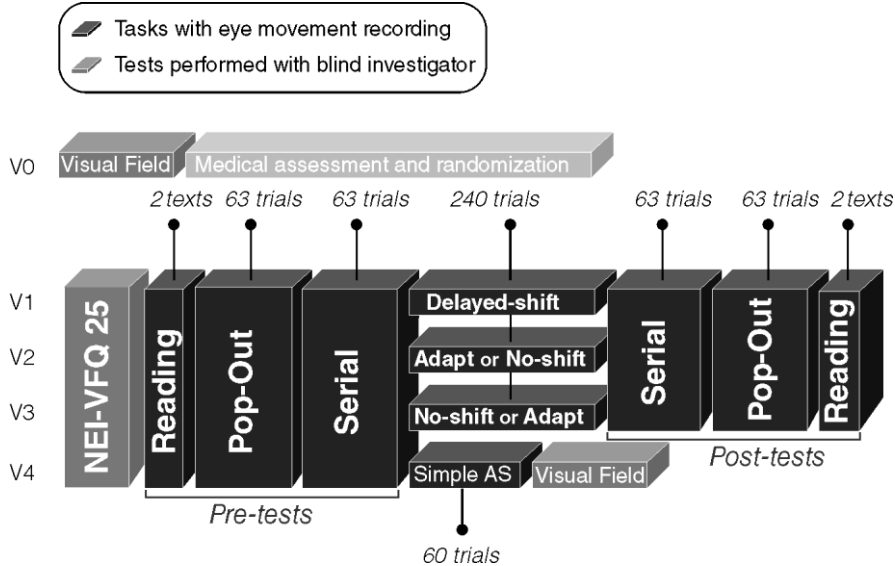 Tasks with eye movement recording
Tests performed with blind investigator
V0
Visual Field
Medical assessment and randomization
2 texts
63 trials
63 trials
240 trials
63 trials
63 trials
2 texts
V1
V2
V3
V4
NEI-VFQ 25
Reading
Pop-Out
Serial
Delayed-shift
Adapt or No-shift
No-shift or Adapt
Simple AS
Visual Field
Serial
Pop-Out
Reading
Pre-tests
Post-tests
60 trials